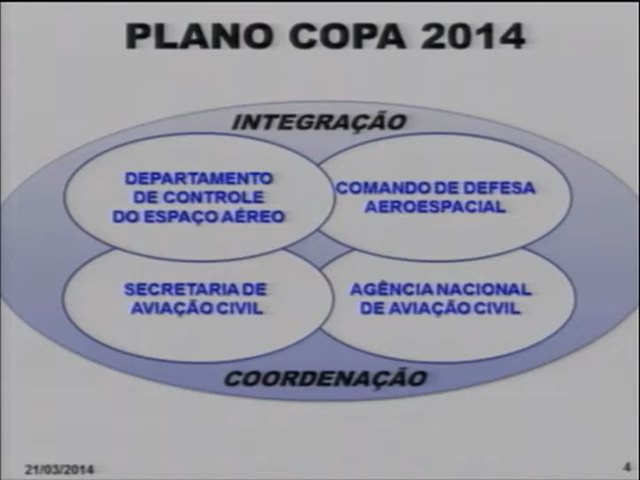 PLANO COPA 2014
INTEGRAÇÃO
DEPARTAMENTO
DE CONTROLE
DO ESPAÇO AÉREO
COMANDO DE DEFESA
AEROESPACIAL
SECRETARIA DE
AVIAÇÃO CIVIL
AGÊNCIA NACIONAL
DE AVIAÇÃO CIVIL
COORDENAÇÃO
21/03/2014
4